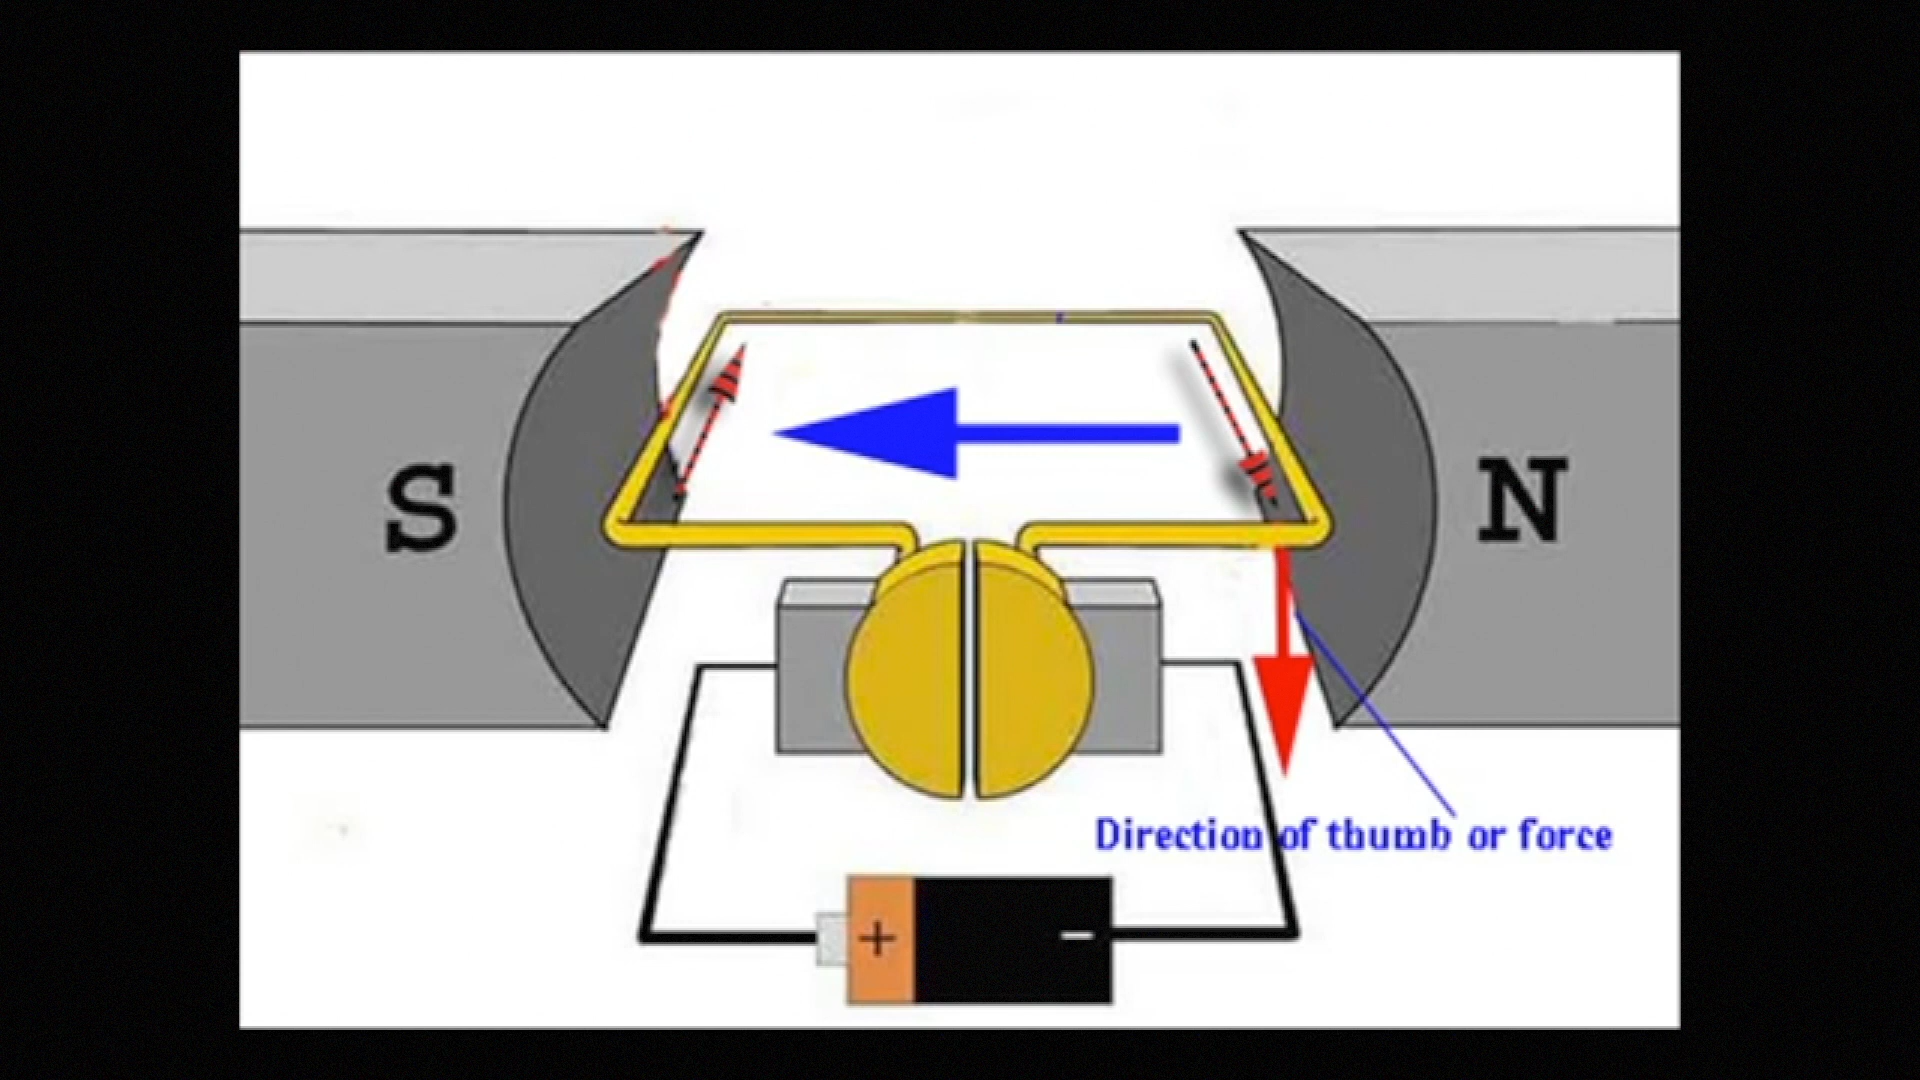 S
N
Direction of thumb or force
+
−